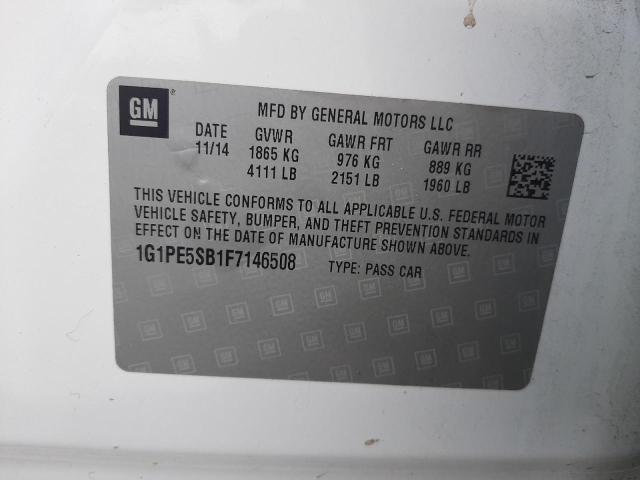 GM ®
MFD BY GENERAL MOTORS LLC
DATE GVWR GAWR FRT GAWR RR
11/14 1865 KG 976 KG 889 KG
4111 LB 2151 LB 1960 LB
THIS VEHICLE CONFORMS TO ALL APPLICABLE U.S. FEDERAL MOTOR
VEHICLE SAFETY, BUMPER, AND THEFT PREVENTION STANDARDS IN
EFFECT ON THE DATE OF MANUFACTURE SHOWN ABOVE.
1G1PE5SB1F7146508 TYPE: PASS CAR